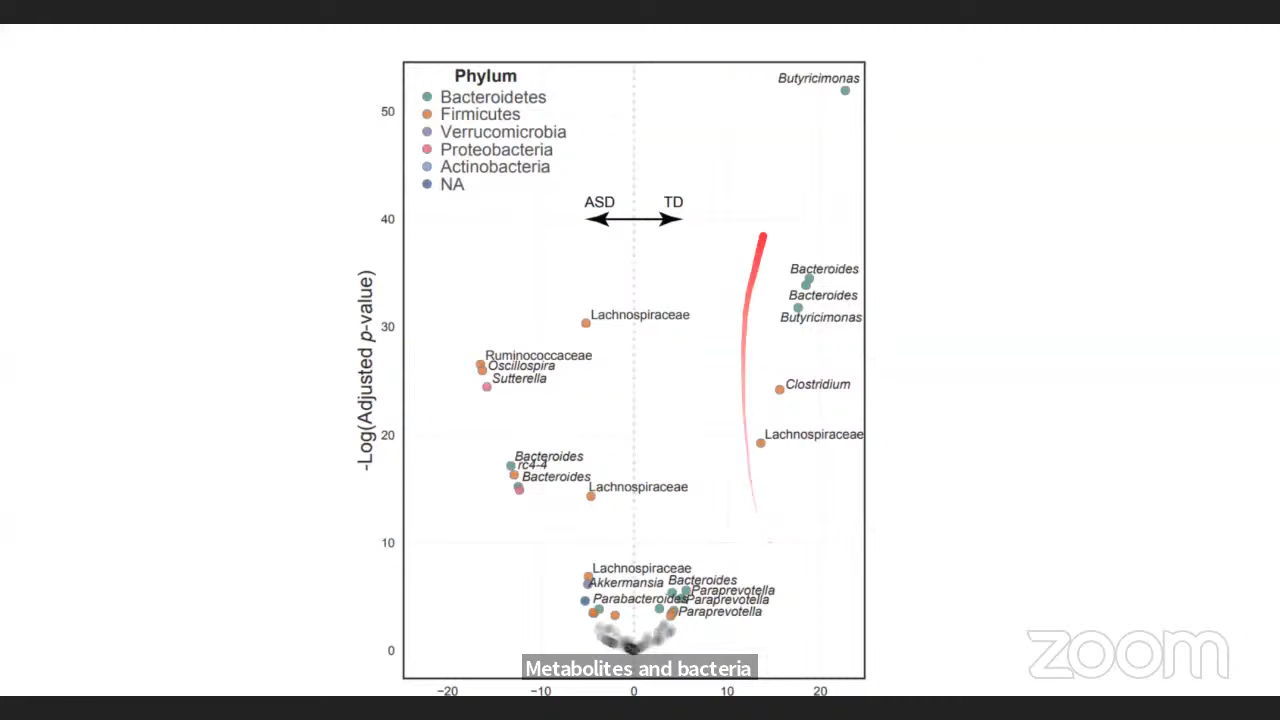 Phylum
Bacteroidetes
Firmicutes
Verrucomicrobia
Proteobacteria
Actinobacteria
NA
Butyricimonas
50
ASD
TD
40
Bacteroides
Bacteroides
Butyricimonas
Lachnospiraceae
30
Ruminococcaceae
Oscillospira
Sutterella
Clostridium
Lachnospiraceae
20
Bacteroides
rc4-4
Bacteroides
Lachnospiraceae
10
Lachnospiraceae
Akkermansia
Bacteroides
Paraprevotella
Parabacteroides
Paraprevotella
Paraprevotella
0
-Log(Adjusted p-value)
Metabolites and bacteria
−20
−10
0
10
20
zoom